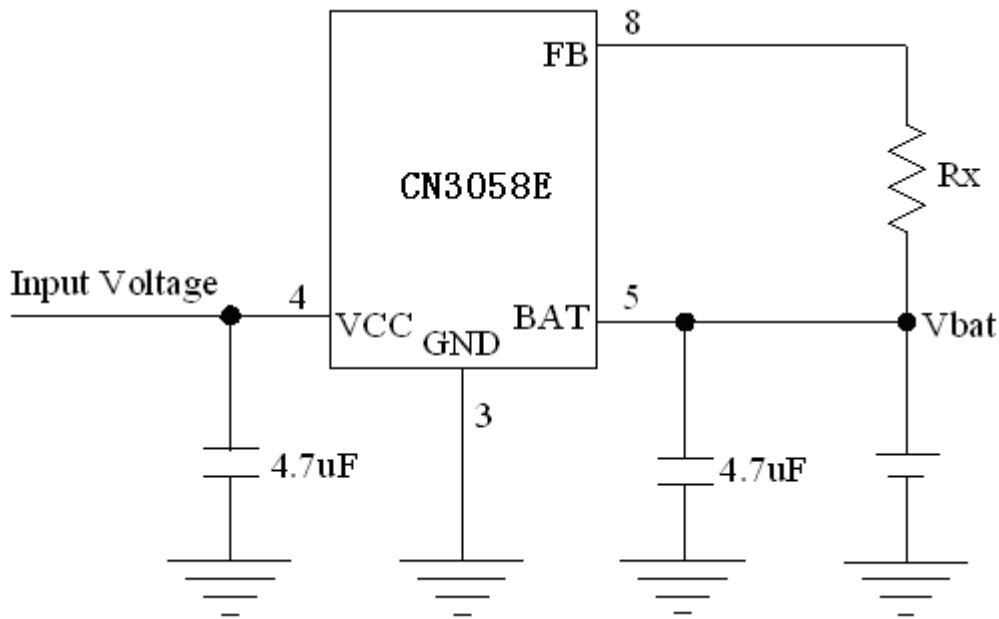 8
FB
CN3058E
Rx
Input Voltage
4
VCC
GND
BAT
5
Vbat
3
4.7uF
4.7uF